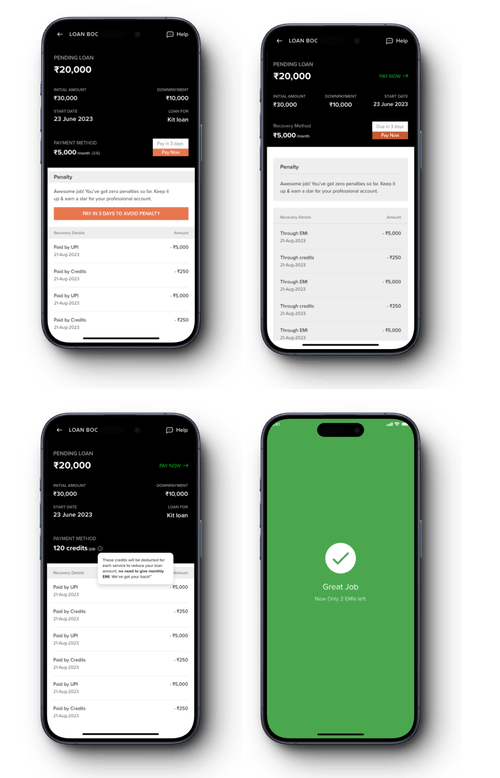 ← LOAN BOC Help
PENDING LOAN
₹20,000
INITIAL AMOUNT DOWNPAYMENT
₹30,000 ₹10,000
START DATE LOAN FOR
23 June 2023 Kit loan
PAYMENT METHOD Pay in 3 days
₹5,000 /month (3/6) Pay Now
Penalty
Awesome job! You've got zero penalties so far. Keep it
up & earn a star for your professional account.
PAY IN 3 DAYS TO AVOID PENALTY
Recovery Details Amount
Paid by UPI - ₹5,000
21-Aug-2023
Paid by Credits - ₹250
21-Aug-2023
Paid by UPI - ₹5,000
21-Aug-2023
Paid by Credits - ₹250
21-Aug-2023
← LOAN BOC Help
PENDING LOAN
₹20,000 PAY NOW →
INITIAL AMOUNT DOWNPAYMENT START DATE
₹30,000 ₹10,000 23 June 2023
Recovery Method Due in 3 days
₹5,000 /month Pay Now
Penalty
Awesome job! You've got zero penalties so far. Keep it
up & earn a star for your professional account.
Recovery Details Amount
Through EMI - ₹5,000
21-Aug-2023
Through credits - ₹250
21-Aug-2023
Through EMI - ₹5,000
21-Aug-2023
Through credits - ₹250
21-Aug-2023
Through EMI - ₹5,000
21-Aug-2023
← LOAN BOC Help
PENDING LOAN
₹20,000 PAY NOW →
INITIAL AMOUNT DOWNPAYMENT
₹30,000 ₹10,000
START DATE LOAN FOR
23 June 2023 Kit loan
PAYMENT METHOD
120 credits /job
These credits will be deducted for
each service to reduce your loan
amount, no need to give monthly
EMI. We've got your back!"
Recovery Details Amount
Paid by UPI - ₹5,000
21-Aug-2023
Paid by Credits - ₹250
21-Aug-2023
Paid by UPI - ₹5,000
21-Aug-2023
Paid by Credits - ₹250
21-Aug-2023
Paid by UPI - ₹5,000
21-Aug-2023
Paid by Credits - ₹250
21-Aug-2023
Great Job
Now Only 2 EMIs left.